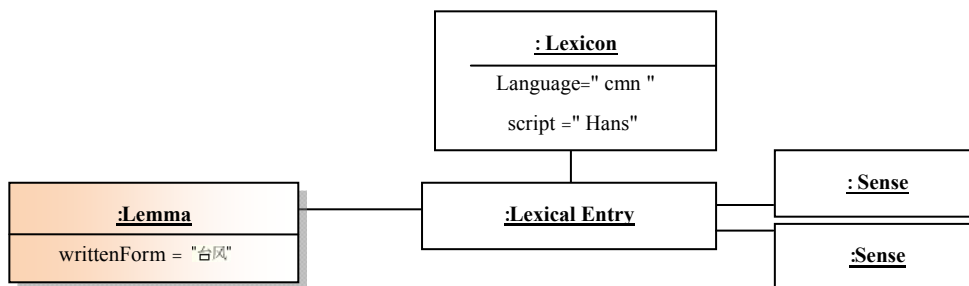 : Lexicon
Language=" cmn "
script =" Hans"
: Sense
:Lemma
:Lexical Entry
writtenForm = "台风"
:Sense